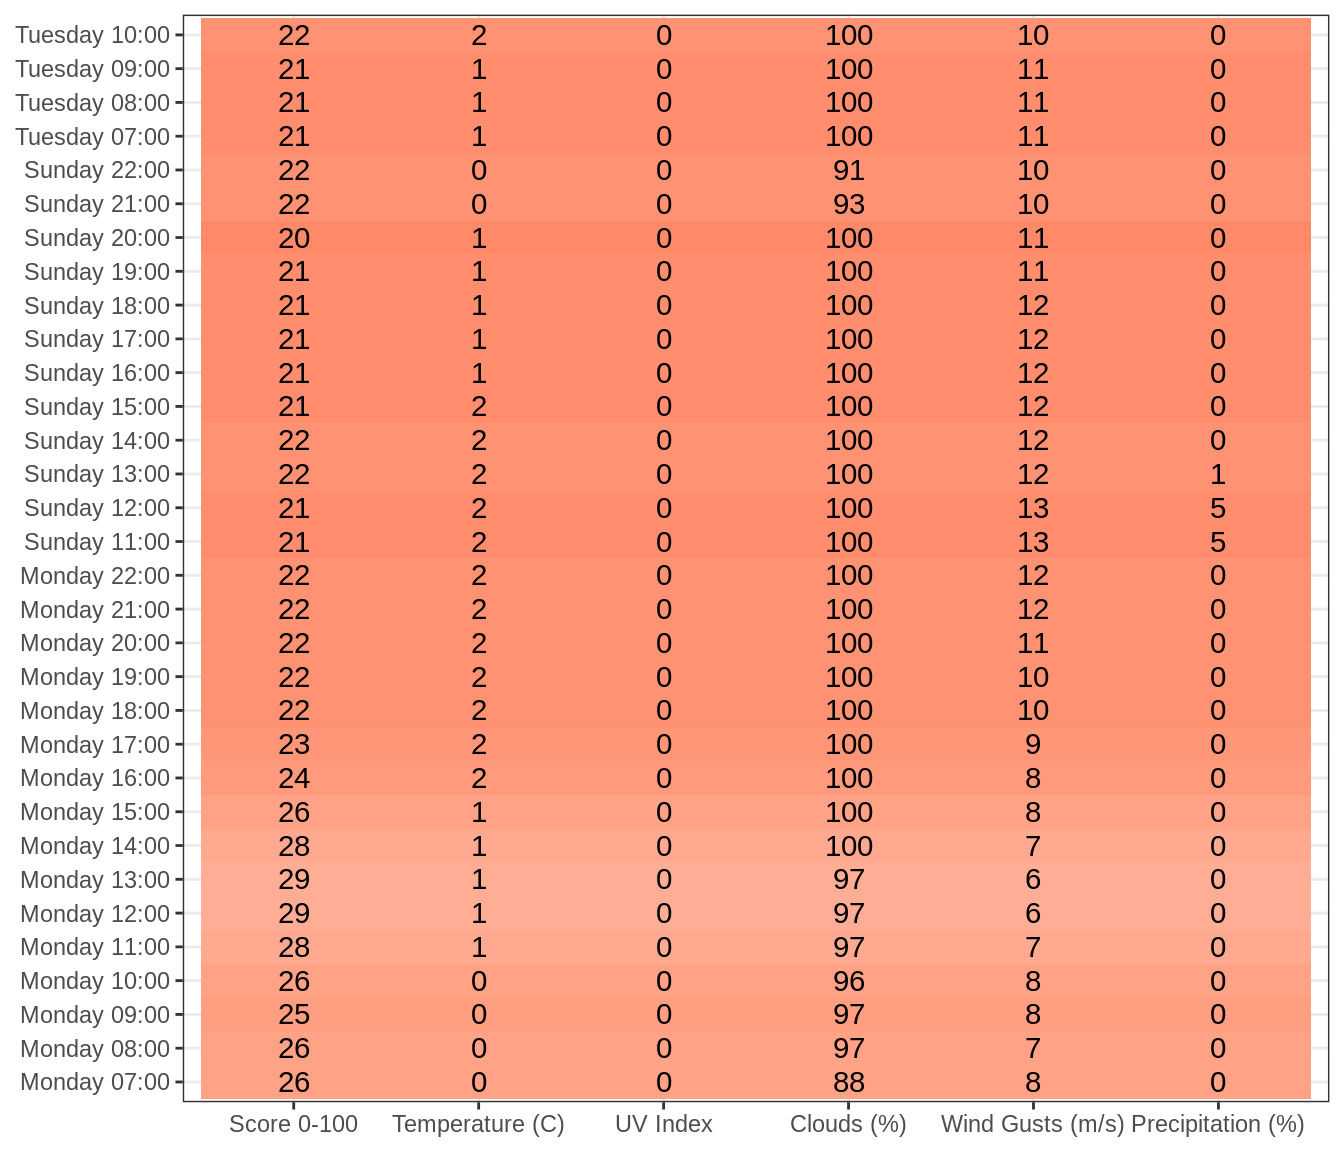 Tuesday 10:00 22 2 0 100 10 0
Tuesday 09:00 21 1 0 100 11 0
Tuesday 08:00 21 1 0 100 11 0
Tuesday 07:00 21 1 0 100 11 0
Sunday 22:00 22 0 0 91 10 0
Sunday 21:00 22 0 0 93 10 0
Sunday 20:00 20 1 0 100 11 0
Sunday 19:00 21 1 0 100 11 0
Sunday 18:00 21 1 0 100 12 0
Sunday 17:00 21 1 0 100 12 0
Sunday 16:00 21 1 0 100 12 0
Sunday 15:00 21 2 0 100 12 0
Sunday 14:00 22 2 0 100 12 0
Sunday 13:00 22 2 0 100 12 1
Sunday 12:00 21 2 0 100 13 5
Sunday 11:00 21 2 0 100 13 5
Monday 22:00 22 2 0 100 12 0
Monday 21:00 22 2 0 100 12 0
Monday 20:00 22 2 0 100 11 0
Monday 19:00 22 2 0 100 10 0
Monday 18:00 22 2 0 100 10 0
Monday 17:00 23 2 0 100 9 0
Monday 16:00 24 2 0 100 8 0
Monday 15:00 26 1 0 100 8 0
Monday 14:00 28 1 0 100 7 0
Monday 13:00 29 1 0 97 6 0
Monday 12:00 29 1 0 97 6 0
Monday 11:00 28 1 0 97 7 0
Monday 10:00 26 0 0 96 8 0
Monday 09:00 25 0 0 97 8 0
Monday 08:00 26 0 0 97 7 0
Monday 07:00 26 0 0 88 8 0
Score 0-100 Temperature (C) UV Index Clouds (%) Wind Gusts (m/s) Precipitation (%)